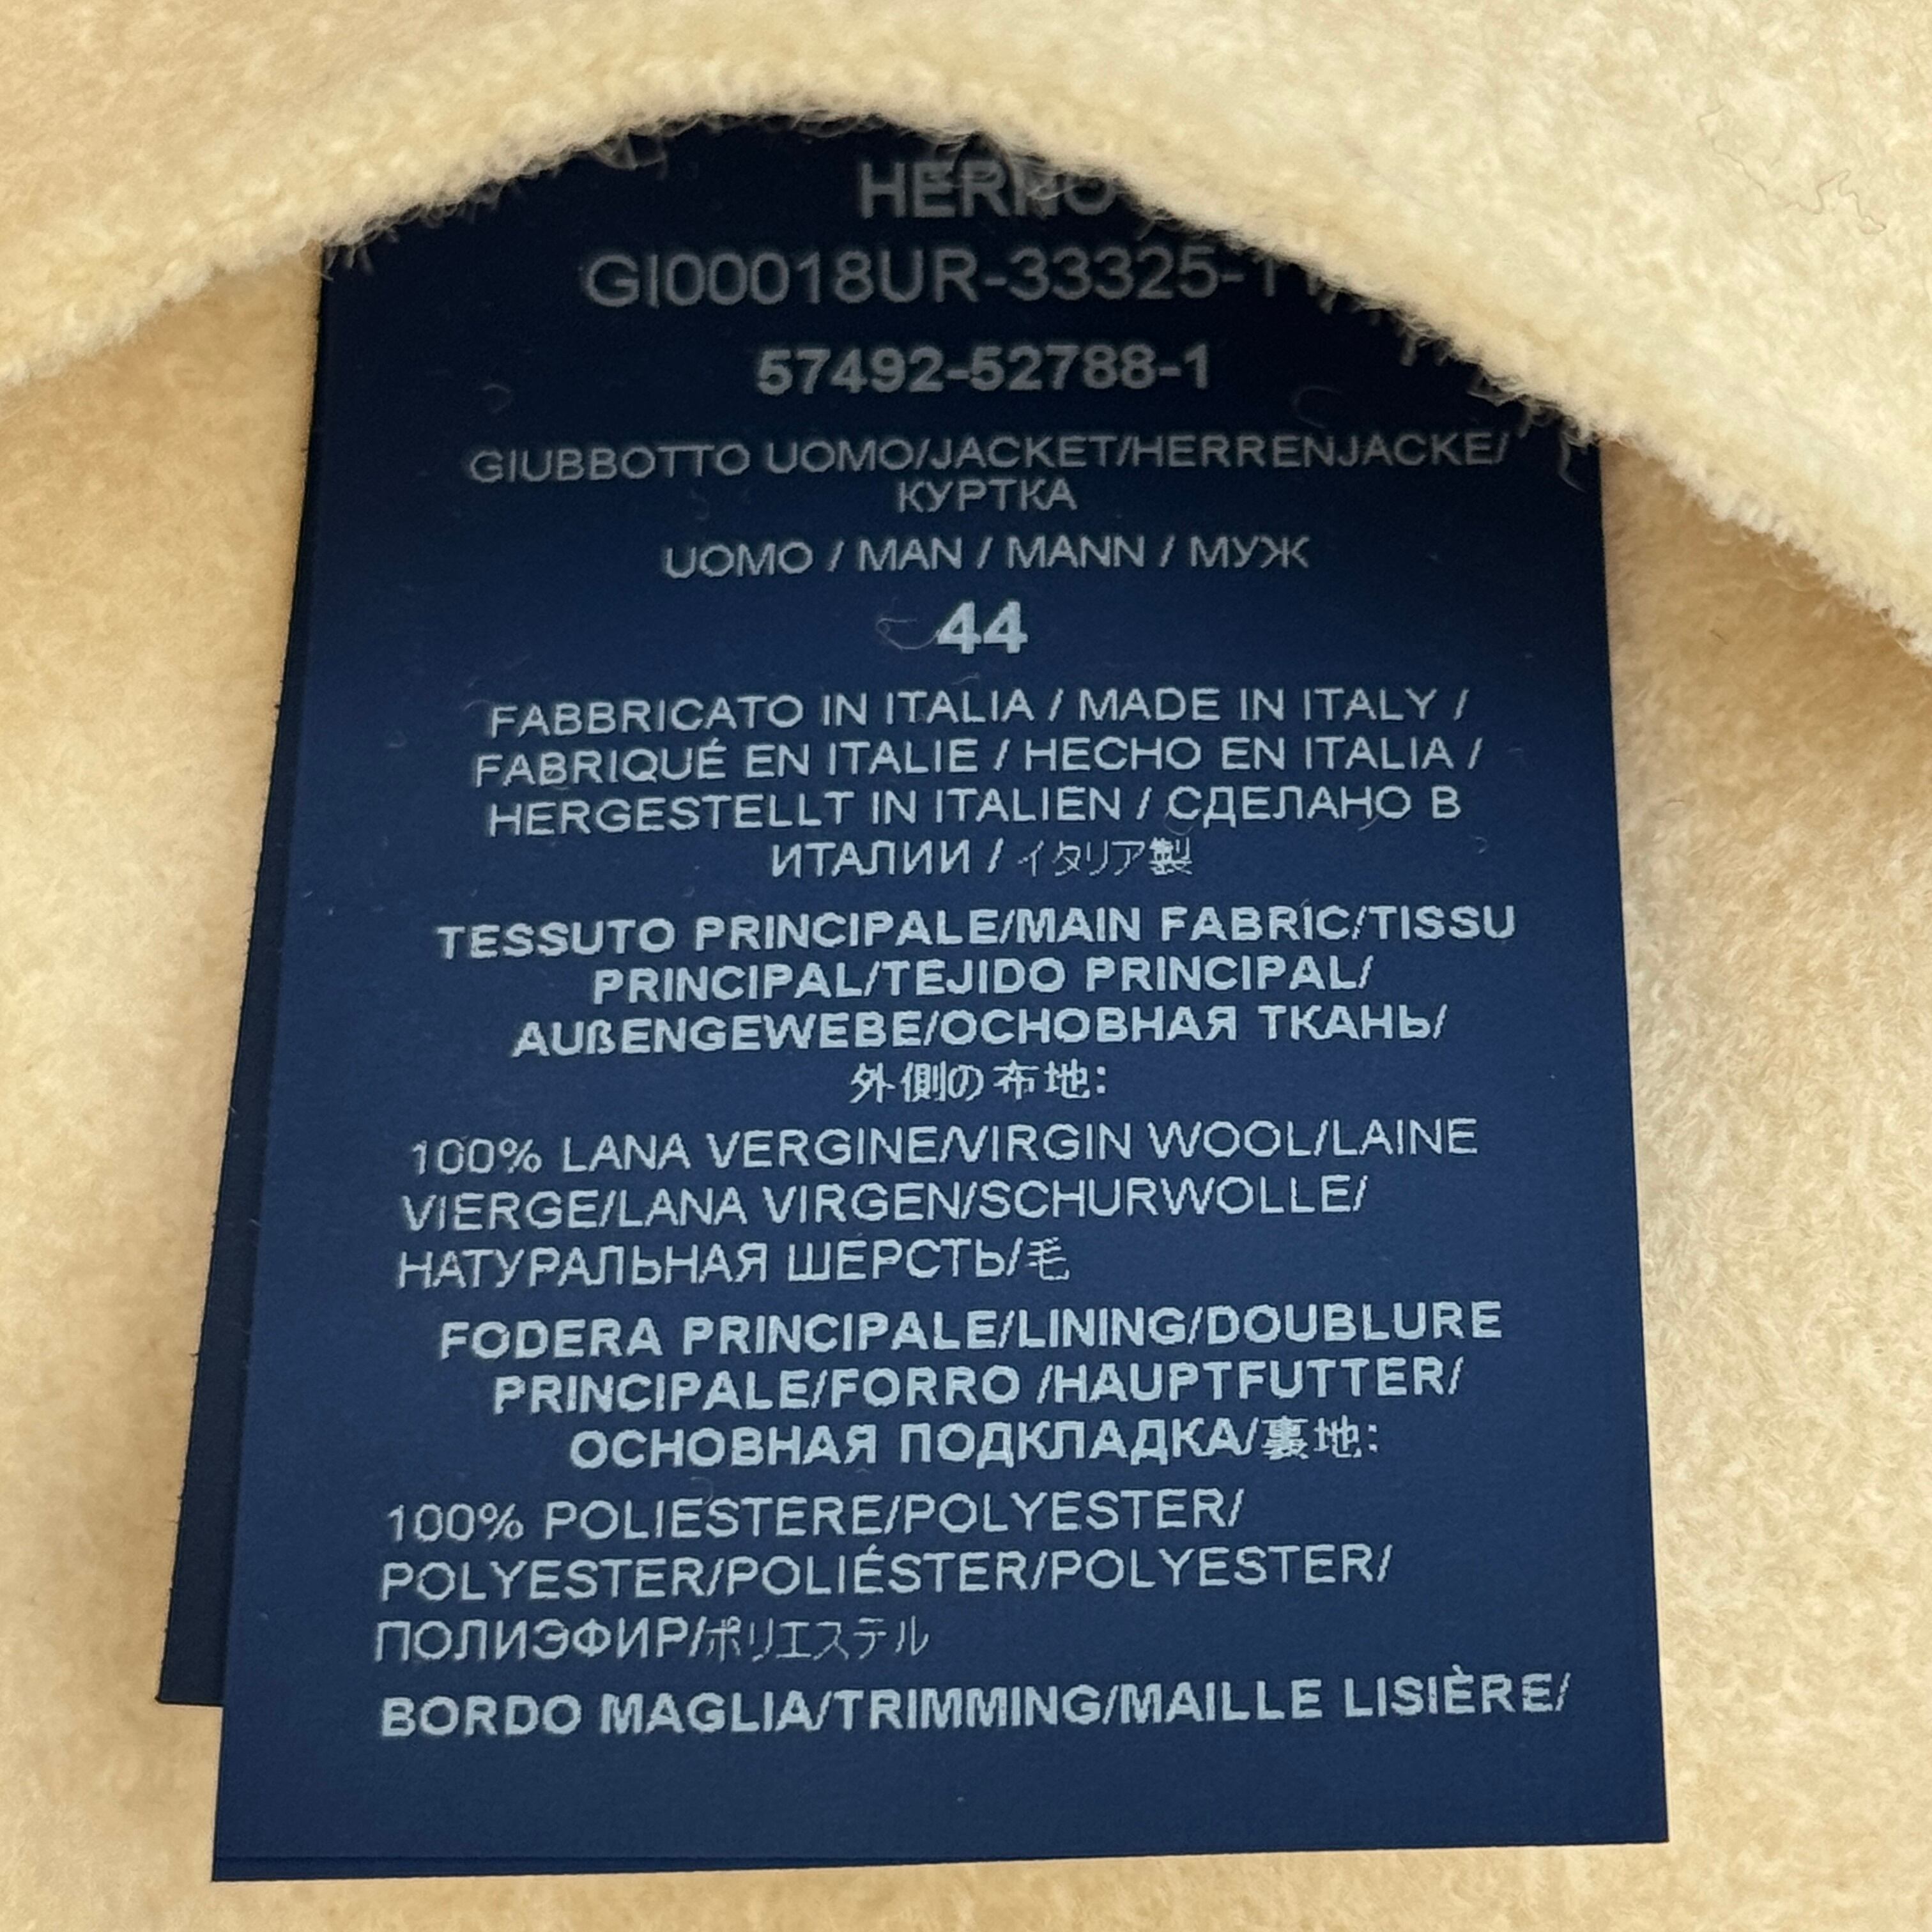 HERNO
GI00018UR-33325-1
57492-52788-1
GIUBBOTTO UOMO/JACKET/HERRENJACKE/
КУРТКА
UOMO / MAN / MANN / МУЖ
44
FABBRICATO IN ITALIA / MADE IN ITALY /
FABRIQUÉ EN ITALIE / HECHO EN ITALIA /
HERGESTELLT IN ITALIEN / СДЕЛАНО В
ИТАЛИИ / イタリア製
TESSUTO PRINCIPALE/MAIN FABRIC/TISSU
PRINCIPAL/TEJIDO PRINCIPAL/
AUßENGEWEBE/ОСНОВНАЯ ТКАНЬ/
外側の布地:
100% LANA VERGINE/VIRGIN WOOL/LAINE
VIERGE/LANA VIRGEN/SCHURWOLLE/
НАТУРАЛЬНАЯ ШЕРСТЬ/毛
FODERA PRINCIPALE/LINING/DOUBLURE
PRINCIPALE/FORRO /HAUPTFUTTER/
ОСНОВНАЯ ПОДКЛАДКА/裏地:
100% POLIESTERE/POLYESTER/
POLYESTER/POLIÉSTER/POLYESTER/
ПОЛИЭФИР/ポリエステル
BORDO MAGLIA/TRIMMING/MAILLE LISIÈRE/